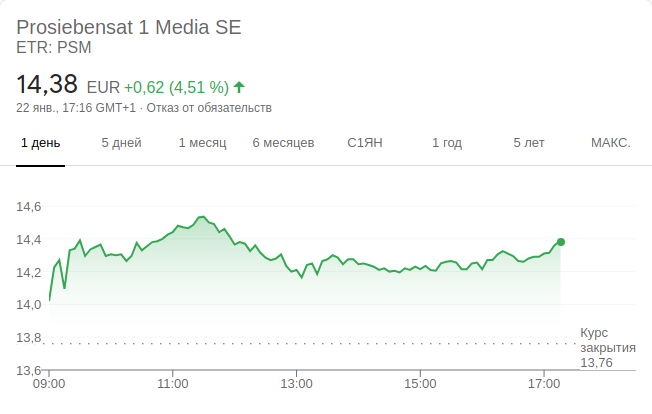 Prosiebensat 1 Media SE
ETR: PSM
14,38 EUR +0,62 (4,51 %)
22 янв., 17:16 GMT+1 · Отказ от обязательств
1 день 5 дней 1 месяц 6 месяцев С1ЯН 1 год 5 лет МАКС.
14,6
14,4
14,2
14,0
13,8
13,6
Курс
закрытия
13,76
09:00 11:00 13:00 15:00 17:00